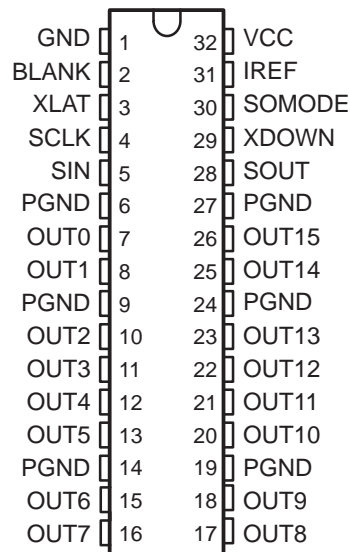 GND 1 32 VCC
BLANK 2 31 IREF
XLAT 3 30 SOMODE
SCLK 4 29 XDOWN
SIN 5 28 SOUT
PGND 6 27 PGND
OUT0 7 26 OUT15
OUT1 8 25 OUT14
PGND 9 24 PGND
OUT2 10 23 OUT13
OUT3 11 22 OUT12
OUT4 12 21 OUT11
OUT5 13 20 OUT10
PGND 14 19 PGND
OUT6 15 18 OUT9
OUT7 16 17 OUT8